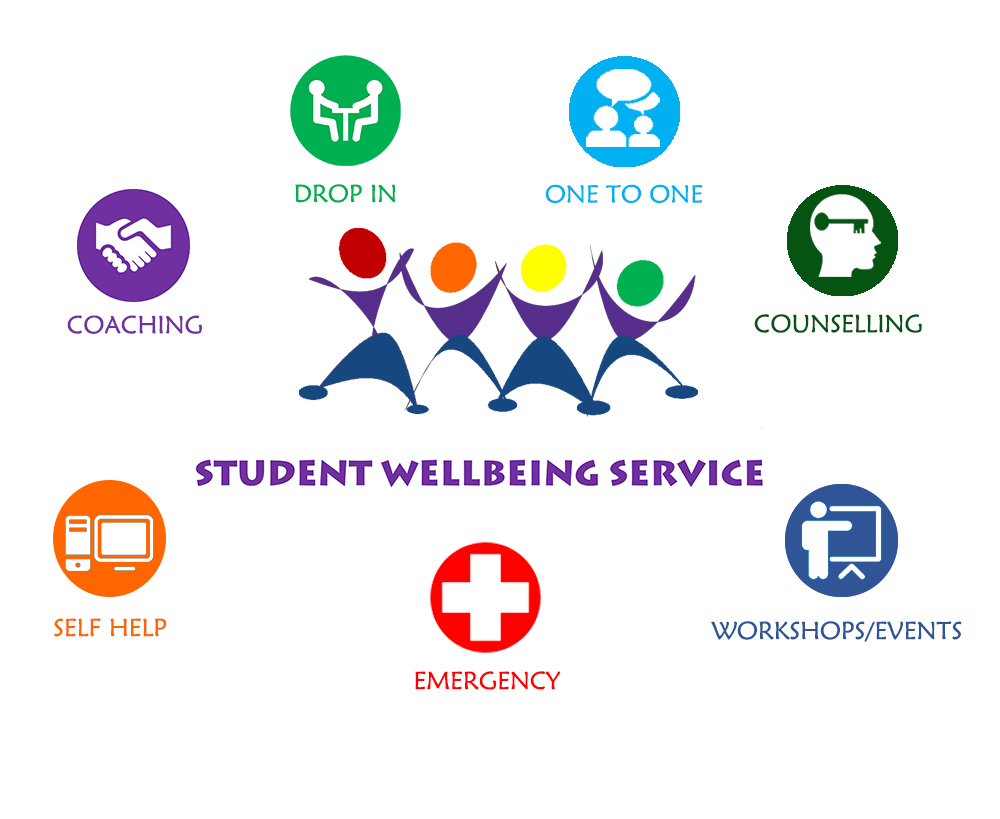 DROP IN
ONE TO ONE
COACHING
COUNSELLING
STUDENT WELLBEING SERVICE
SELF HELP
WORKSHOPS/EVENTS
EMERGENCY